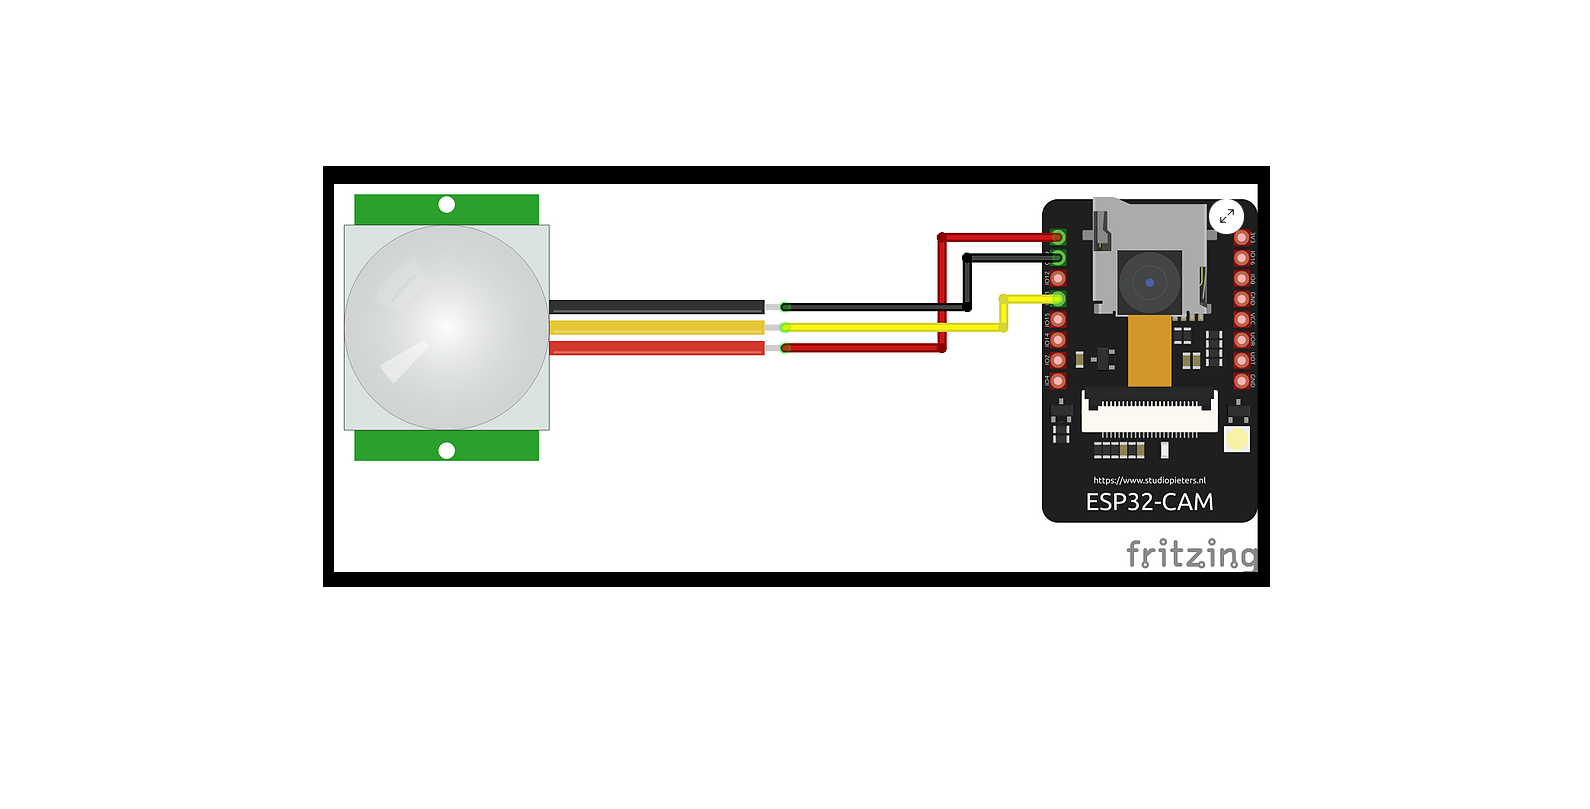 3V3
IO16
IO12
IO0
GND
IO15
VCC
IO14
UOR
IO2
UOT
IO4
GND
https://www.studiopieters.nl
ESP32-CAM
fritzing